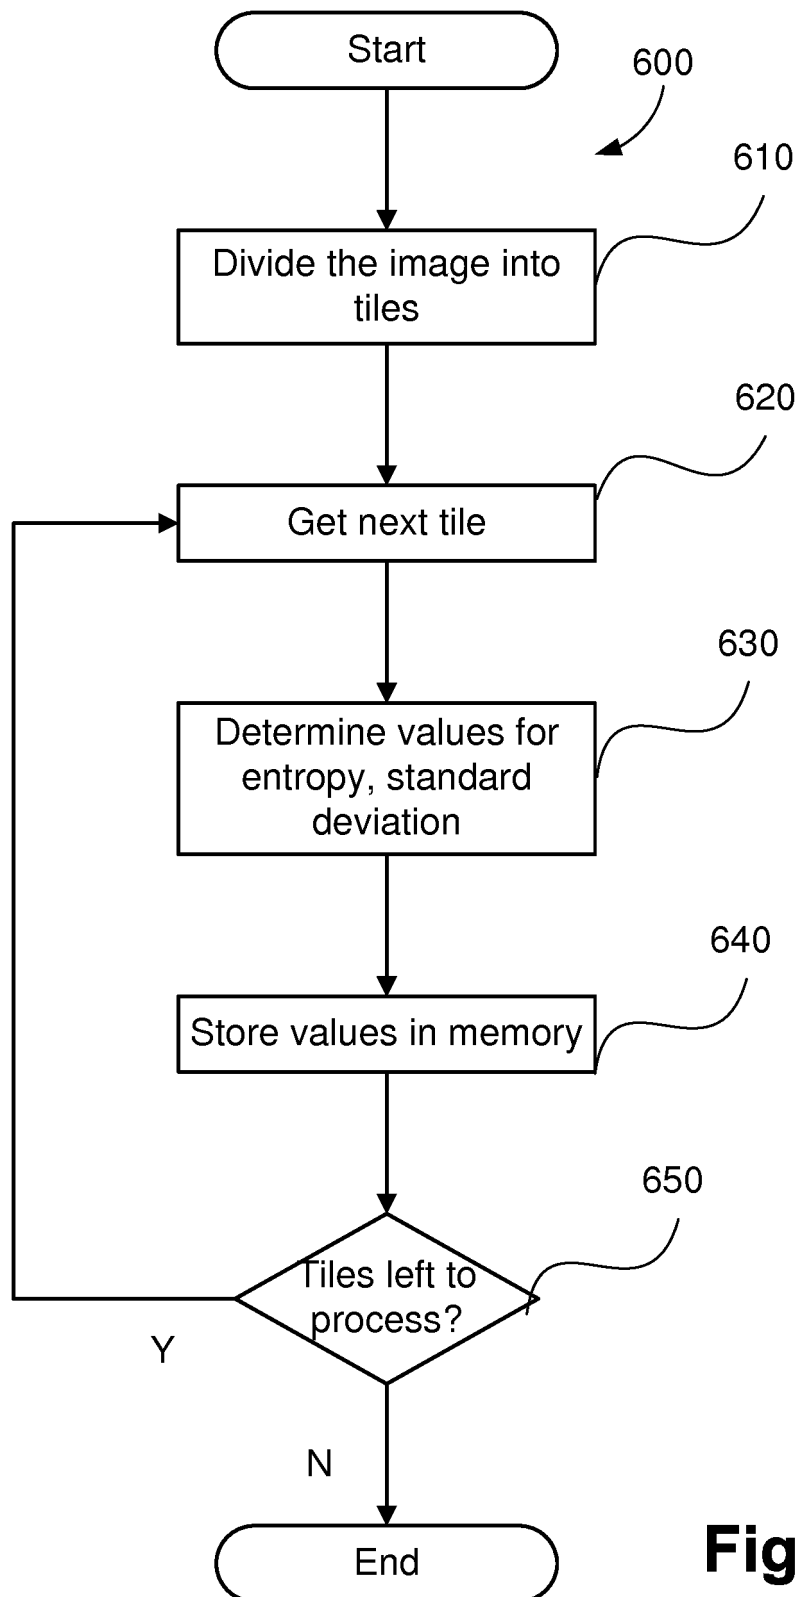 Start
600
610
Divide the image into
tiles
620
Get next tile
630
Determine values for
entropy, standard
deviation
640
Store values in memory
650
Tiles left to
process?
Y
N
End
Fig